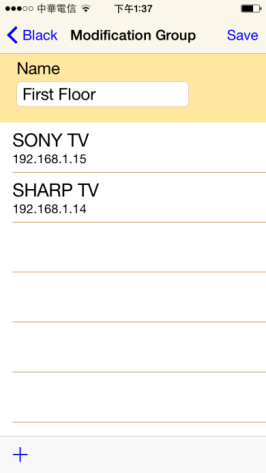 中華電信 下午1:37
Black Modification Group Save
Name
First Floor
SONY TV
192.168.1.15
SHARP TV
192.168.1.14